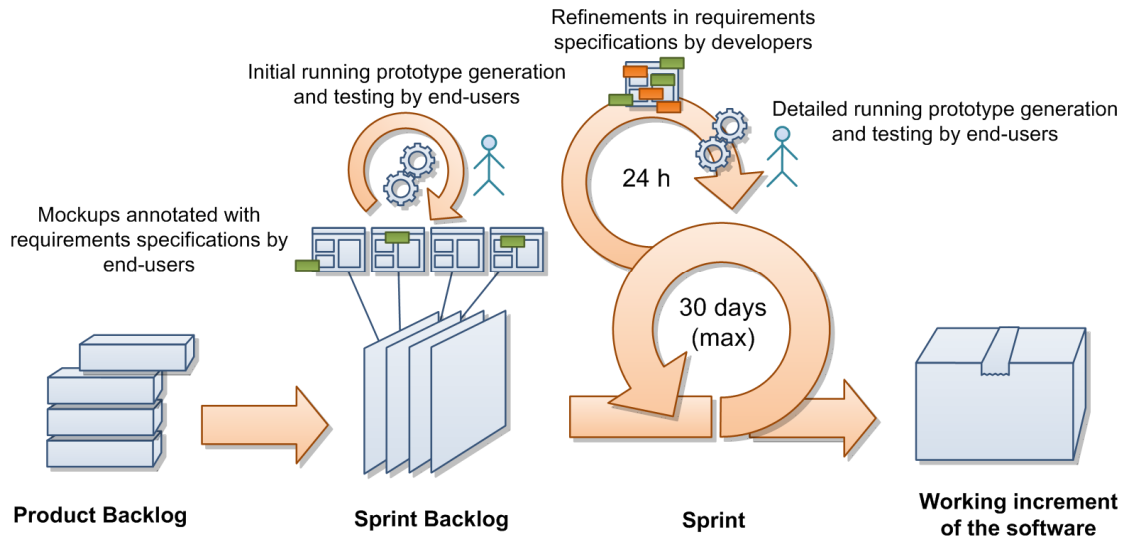 Refinements in requirements
specifications by developers
Initial running prototype generation
and testing by end-users
Detailed running prototype generation
and testing by end-users
24 h
Mockups annotated with
requirements specifications by
end-users
30 days
(max)
Product Backlog
Sprint Backlog
Sprint
Working increment
of the software